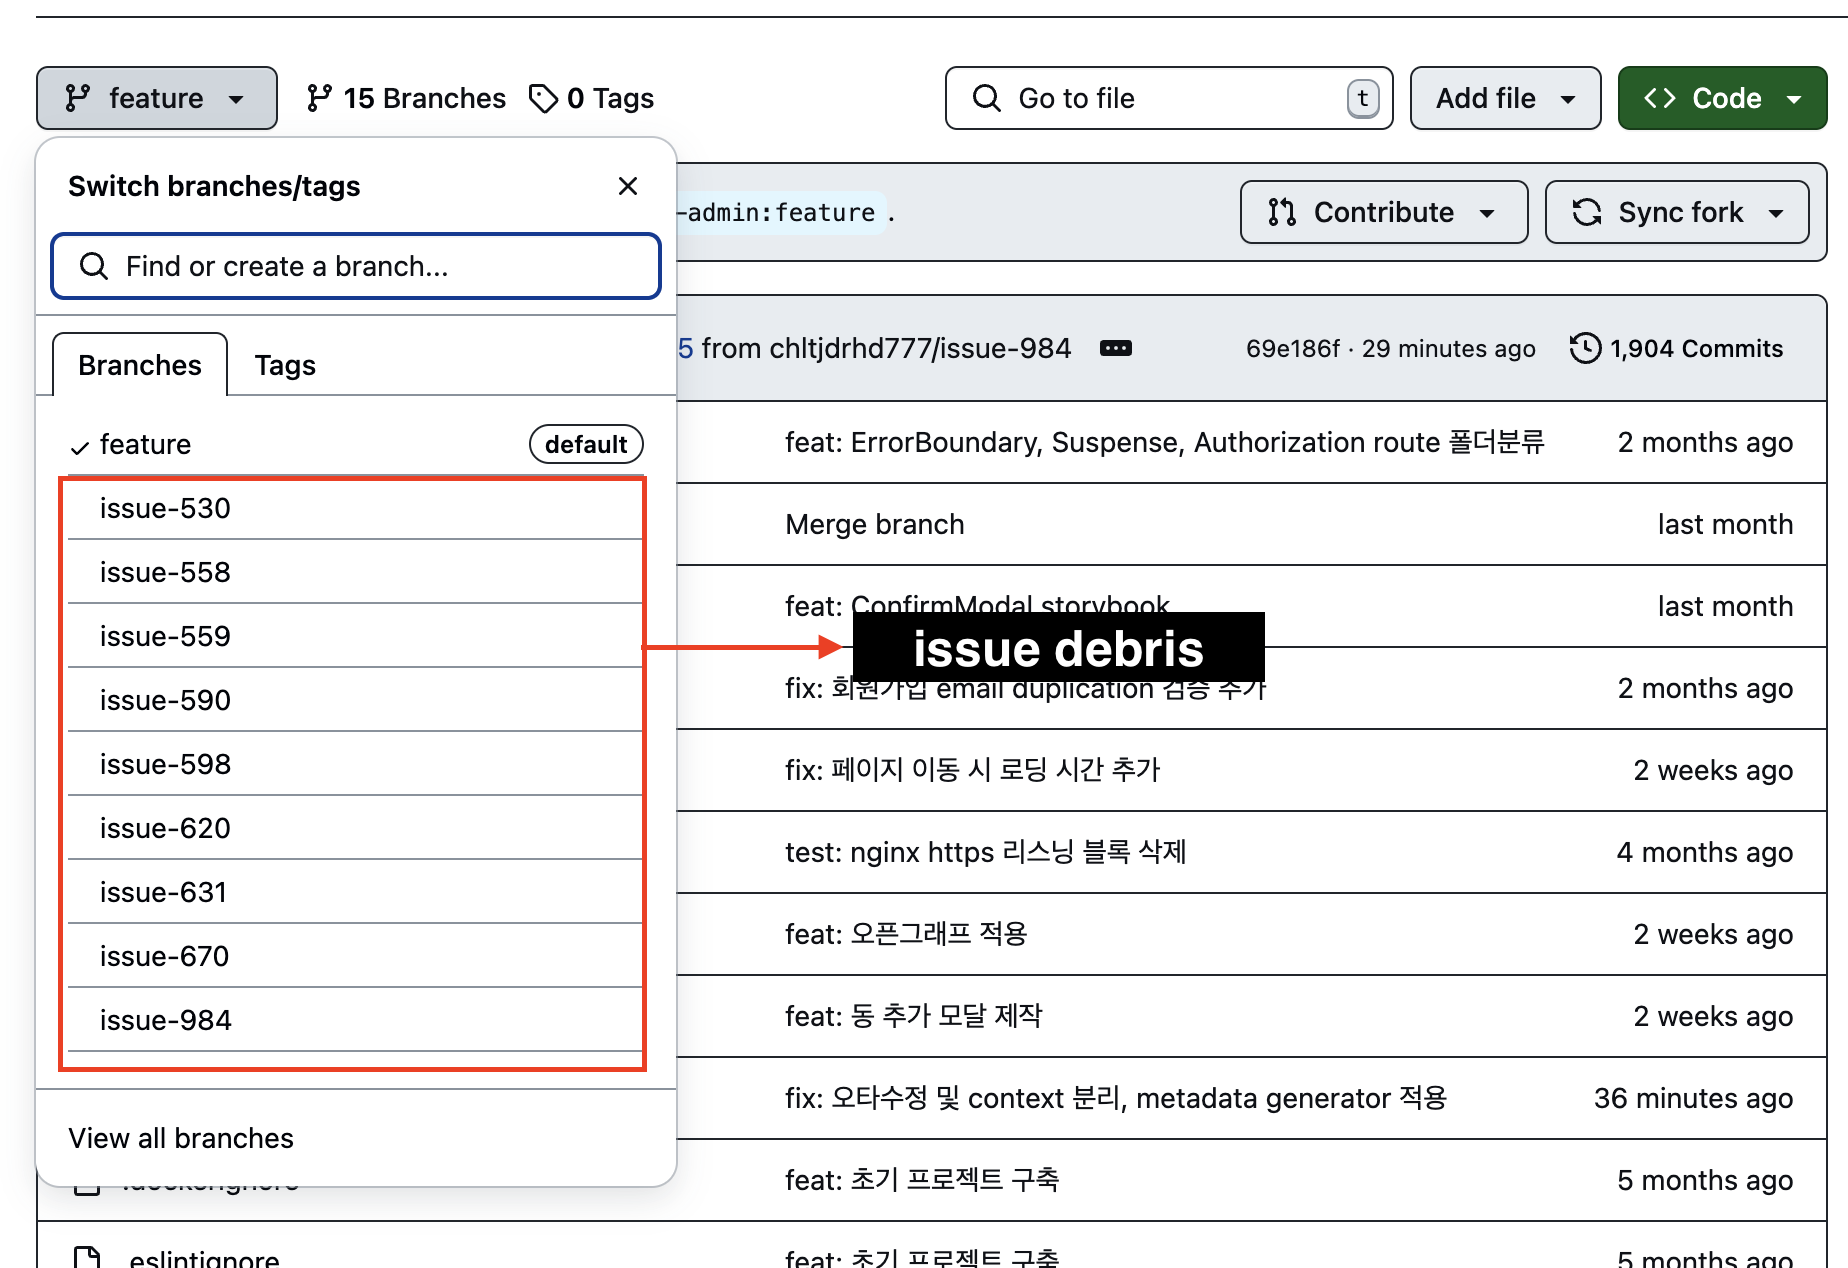 feature
15 Branches
0 Tags
Go to file
t
Add file
Code
Switch branches/tags
-admin:feature .
Contribute
Sync fork
Find or create a branch...
5 from chltjdrhd777/issue-984
69e186f · 29 minutes ago
1,904 Commits
Branches
Tags
feature
default
feat: ErrorBoundary, Suspense, Authorization route 폴더분류
2 months ago
issue-530
Merge branch
last month
issue-558
feat: ConfirmModal storybook
last month
issue-559
issue debris
issue-590
fix: 회원가입 email duplication 검증 추가
2 months ago
issue-598
fix: 페이지 이동 시 로딩 시간 추가
2 weeks ago
issue-620
test: nginx https 리스닝 블록 삭제
4 months ago
issue-631
feat: 오픈그래프 적용
2 weeks ago
issue-670
feat: 동 추가 모달 제작
2 weeks ago
issue-984
fix: 오타수정 및 context 분리, metadata generator 적용
36 minutes ago
View all branches
.dockerignore
feat: 초기 프로젝트 구축
5 months ago
.eslintignore
feat: 초기 프로젝트 구축
5 months ago